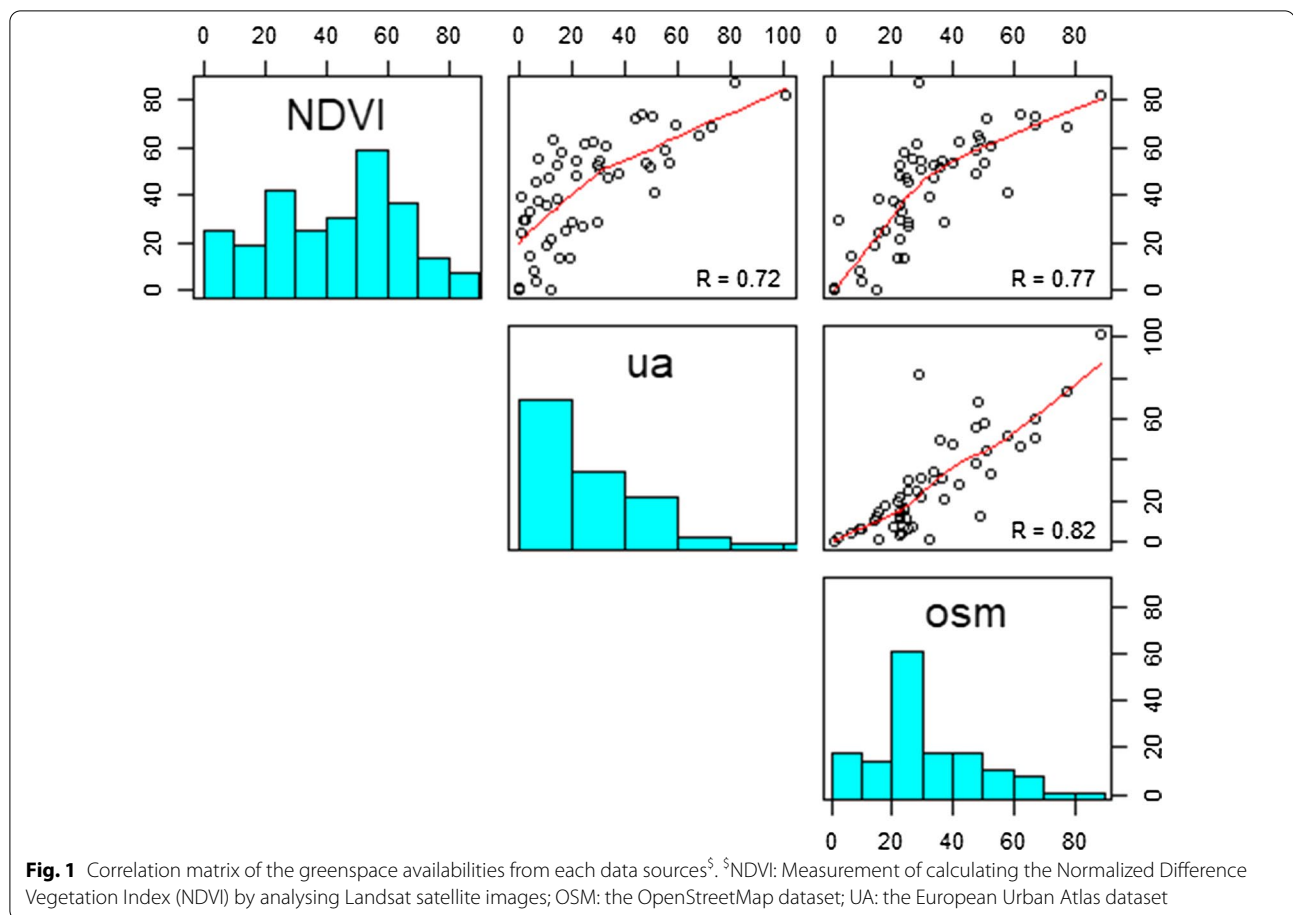 0 20 40 60 80
0 20 40 60 80 100
0 20 40 60 80
80
60
40
20
0
NDVI
R = 0.72
R = 0.77
80
60
40
20
0
ua
R = 0.82
100
60
20
0
osm
80
60
40
20
0
0 20 40 60 80
Fig. 1 Correlation matrix of the greenspace availabilities from each data sources$. $NDVI: Measurement of calculating the Normalized Difference
Vegetation Index (NDVI) by analysing Landsat satellite images; OSM: the OpenStreetMap dataset; UA: the European Urban Atlas dataset